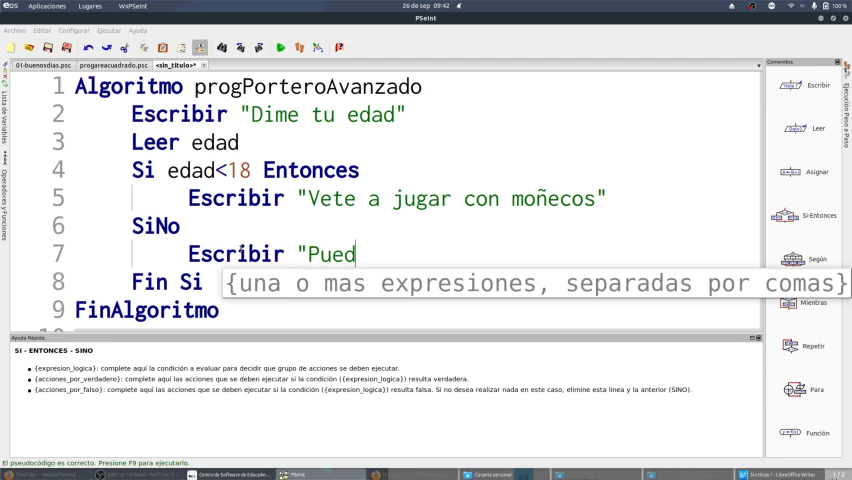 eos Aplicaciones Lugares WxPSeInt 26 de sep 09:42 100 %
PSeInt
Archivo Editar Configurar Ejecutar Ayuda
01-buenosdias.psc progareacuadrado.psc <sin_titulo>*
Comandos
1 Algoritmo progPorteroAvanzado
2 Escribir "Dime tu edad"
3 Leer edad
4 Si edad<18 Entonces
5 Escribir "Vete a jugar con moñecos"
6 SiNo
7 Escribir "Pued
8 Fin Si
{una o mas expresiones, separadas por comas}
9 FinAlgoritmo
Lista de Variables
Operadores y Funciones
Ejecución Paso a Paso
Escribir
Leer
Asignar
Si-Entonces
Según
Mientras
Repetir
Para
Función
Ayuda Rápida
SI - ENTONCES - SINO
{expresion_logica}: complete aquí la condición a evaluar para decidir que grupo de acciones se deben ejecutar.
{acciones_por_verdadero}: complete aquí las acciones que se deben ejecutar si la condición ({expresion_logica}) resulta verdadera.
{acciones_por_falso}: complete aquí las acciones que se deben ejecutar si la condición ({expresion_logica}) resulta falsa. Si no desea realizar nada en este caso, elimine esta linea y la anterior (SINO).
El pseudocódigo es correcto. Presione F9 para ejecutarlo.
Centro de Software de EducaAn... PSeInt Carpeta personal Sin título 1 - LibreOffice Writer 1 / 2